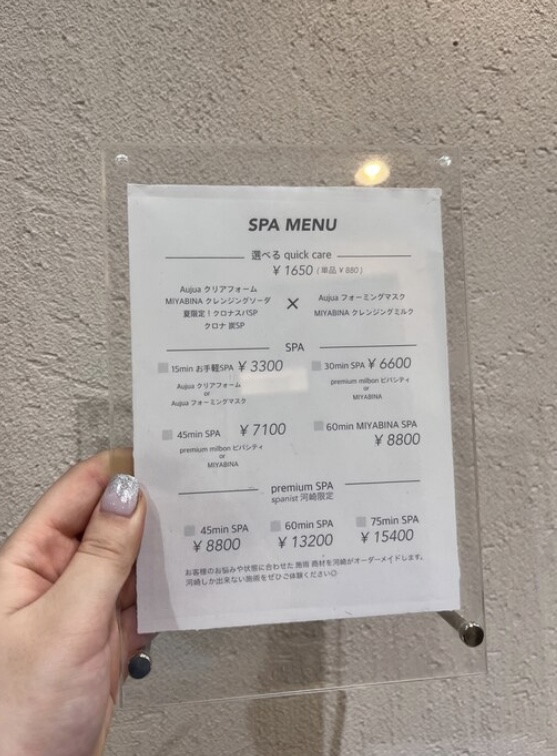 SPA MENU
選べる quick care
¥ 1650 ( 単品 ¥ 880 )
Aujua クリアフォーム
MIYABINA クレンジングソーダ
夏限定！クロナスパSP
クロナ 炭SP
×
Aujua フォーミングマスク
MIYABINA クレンジングミルク
SPA
15min お手軽SPA ¥ 3300
Aujua クリアフォーム
or
Aujua フォーミングマスク
30min SPA ¥ 6600
premium milbon ビバシティ
or
MIYABINA
45min SPA ¥ 7100
premium milbon ビバシティ
or
MIYABINA
60min MIYABINA SPA
¥ 8800
premium SPA
spanist 河﨑限定
45min SPA
¥ 8800
60min SPA
¥ 13200
75min SPA
¥ 15400
お客様のお悩みや状態に合わせた 施術 商材を河﨑がオーダーメイドします。
河﨑しか出来ない施術をぜひご体験ください◎